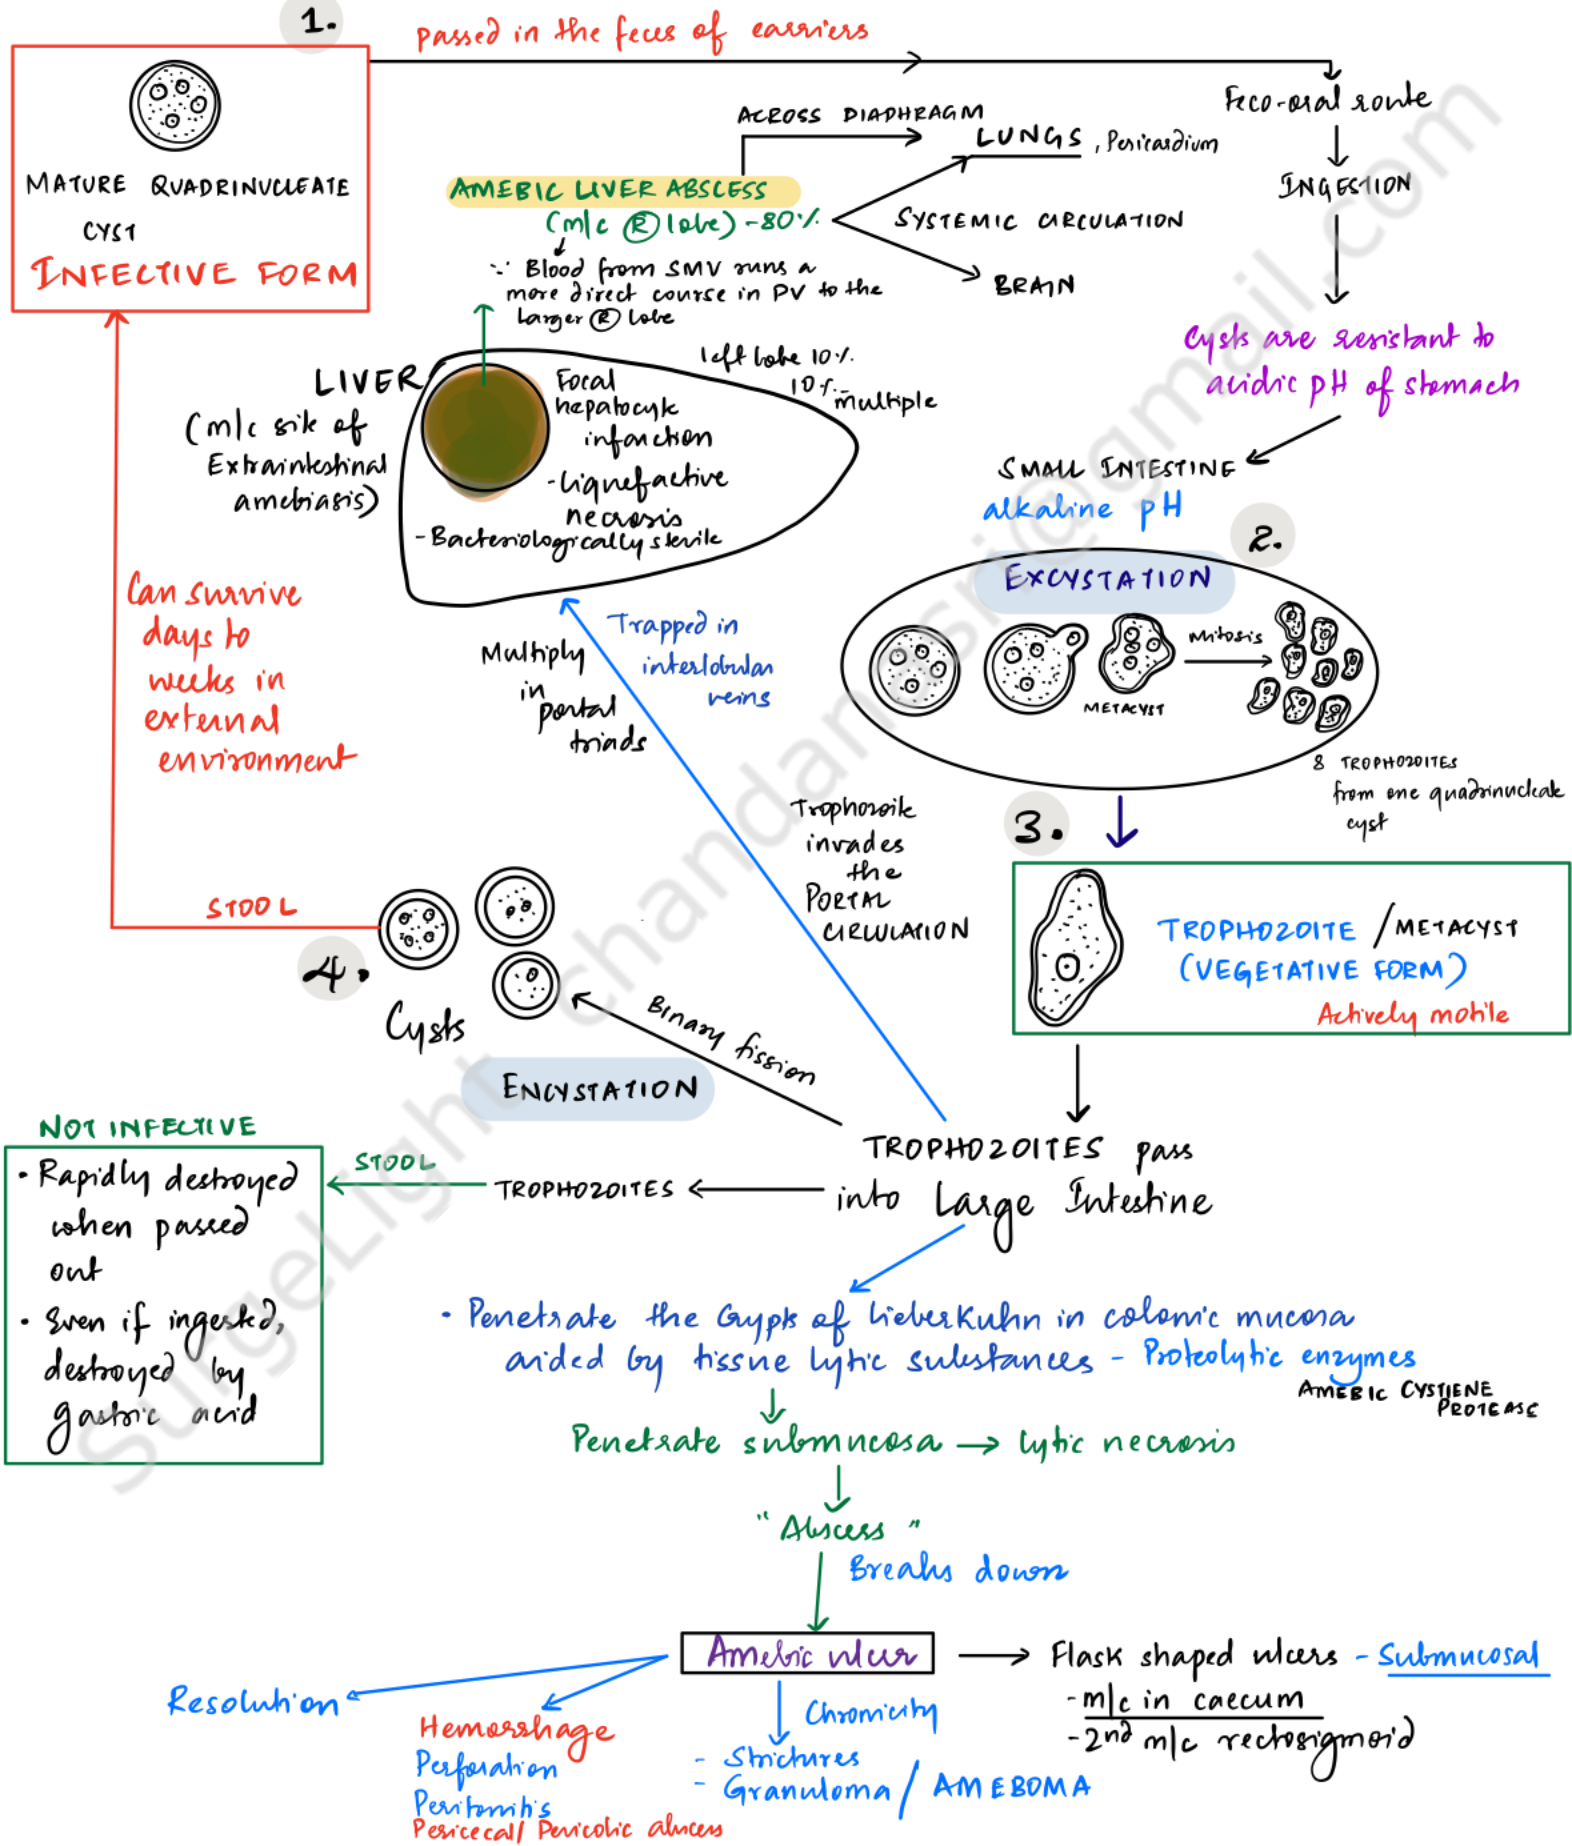 1.
passed in the feces of carriers
MATURE QUADRINUCLEATE
CYST
INFECTIVE FORM
Feco-oral route
INGESTION
Cysts are resistant to
acidic pH of stomach
SMALL INTESTINE
alkaline pH
ACROSS DIAPHRAGM
LUNGS, Pericardium
AMEBIC LIVER ABSCESS
(m/c R lobe) -80%
SYSTEMIC CIRCULATION
BRAIN
∵ Blood from SMV runs a
more direct course in PV to the
larger R lobe
LIVER
(m/c site of
Extraintestinal
amebiasis)
left lobe 10%
10% - multiple
Focal
hepatocyte
infarction
-Liquefactive
necrosis
- Bacteriologically sterile
Can survive
days to
weeks in
external
environment
Multiply
in
portal
triads
Trapped in
interlobular
veins
2.
EXCYSTATION
Mitosis
METACYST
8 TROPHOZOITES
from one quadrinucleate
cyst
Trophozoite
invades
the
PORTAL
CIRCULATION
3.
TROPHOZOITE / METACYST
(VEGETATIVE FORM)
Actively motile
STOOL
4.
Cysts
Binary fission
ENCYSTATION
TROPHOZOITES pass
into Large Intestine
NOT INFECTIVE
STOOL
TROPHOZOITES
• Rapidly destroyed
when passed
out
• Even if ingested,
destroyed by
gastric acid
• Penetrate the Crypts of LieberKuhn in colonic mucosa
aided by tissue lytic substances - Proteolytic enzymes
AMEBIC CYSTIENE
PROTEASE
Penetrate submucosa → lytic necrosis
"Abscess"
Breaks down
Amebic ulcer
Flask shaped ulcers - Submucosal
-m/c in caecum
-2nd m/c rectosigmoid
Resolution
Hemorrhage
Perforation
Peritonitis
Pericecal/ Pericolic abscess
Chronicity
- Strictures
- Granuloma / AMEBOMA
SurgeLight chandanasri@gmail.com